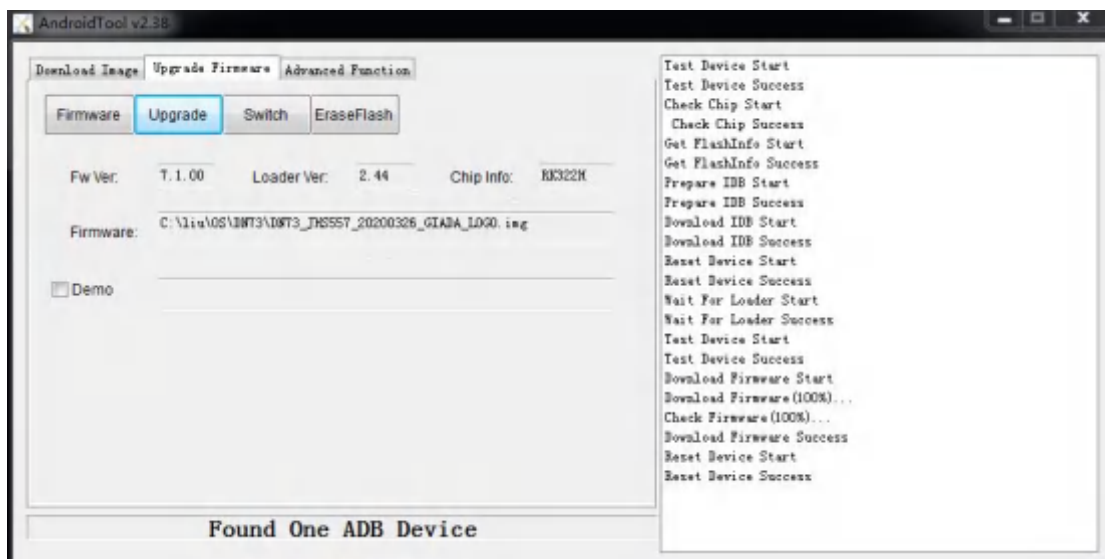 AndroidTool v2.38
Download Image Upgrade Firmware Advanced Function
Firmware Upgrade Switch EraseFlash
Fw Ver: 7.1.00 Loader Ver: 2.44 Chip Info: RK322H
Firmware: C:\liu\OS\DN73\DN73_JHS557_20200326_GIADA_LOGO.img
Demo
Found One ADB Device
Test Device Start
Test Device Success
Check Chip Start
Check Chip Success
Get FlashInfo Start
Get FlashInfo Success
Prepare IDB Start
Prepare IDB Success
Download IDB Start
Download IDB Success
Reset Device Start
Reset Device Success
Wait For Loader Start
Wait For Loader Success
Test Device Start
Test Device Success
Download Firmware Start
Download Firmware(100%)...
Check Firmware(100%)...
Download Firmware Success
Reset Device Start
Reset Device Success